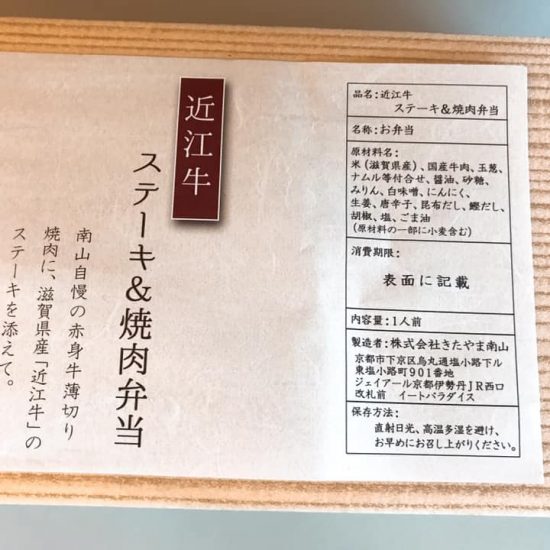 近江牛
ステーキ&焼肉弁当
南山自慢の赤身牛薄切り
焼肉に、滋賀県産「近江牛」の
ステーキを添えて。
品名:近江牛
ステーキ&焼肉弁当
名称:お弁当
原材料名:
米(滋賀県産)、国産牛肉、玉葱、
ナムル等付合せ、醤油、砂糖、
みりん、白味噌、にんにく、
生姜、唐辛子、昆布だし、鰹だし、
胡椒、塩、ごま油
(原材料の一部に小麦含む)
消費期限:
表面に記載
内容量:1人前
製造者:株式会社きたやま南山
京都市下京区烏丸通塩小路下ル
東塩小路町901番地
ジェイアール京都伊勢丹JR西口
改札前 イートパラダイス
保存方法:
直射日光、高温多湿を避け、
お早めにお召し上がりください。